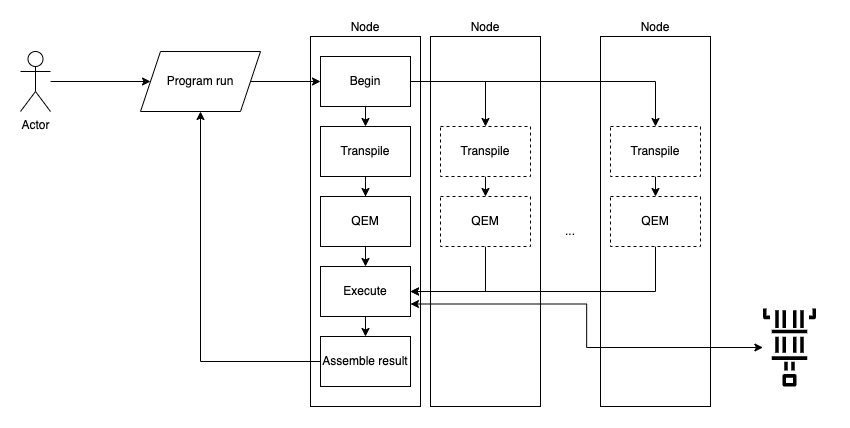 Node
Node
Node
Actor
Program run
Begin
Transpile
Transpile
Transpile
QEM
QEM
QEM
...
Execute
Assemble result